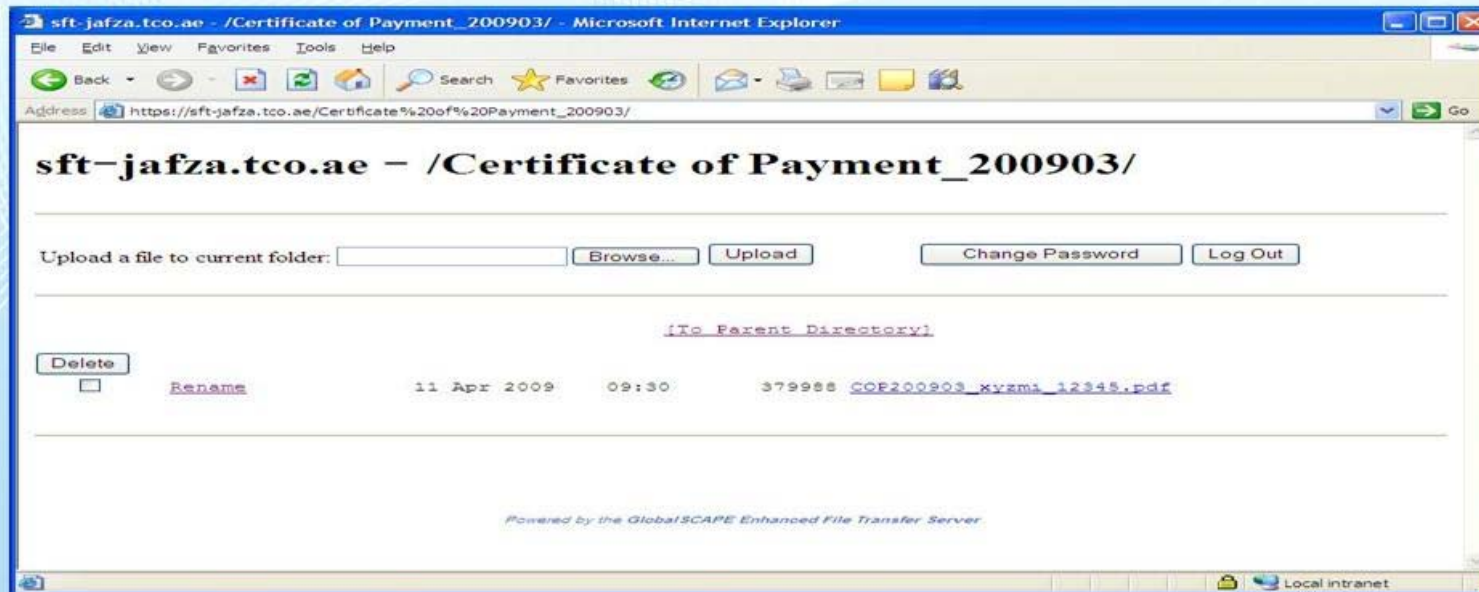 sft-jafza.tco.ae - /Certificate of Payment_200903/ - Microsoft Internet Explorer
File Edit View Favorites Tools Help
Back Search Favorites
Address https://sft-jafza.tco.ae/Certificate%20of%20Payment_200903/ Go
sft-jafza.tco.ae - /Certificate of Payment_200903/
Upload a file to current folder: Browse... Upload Change Password Log Out
[To Parent Directory]
Delete
Rename 11 Apr 2009 09:30 379988 COP200903_xyzmi_12345.pdf
Powered by the GlobalSCAPE Enhanced File Transfer Server
Local intranet